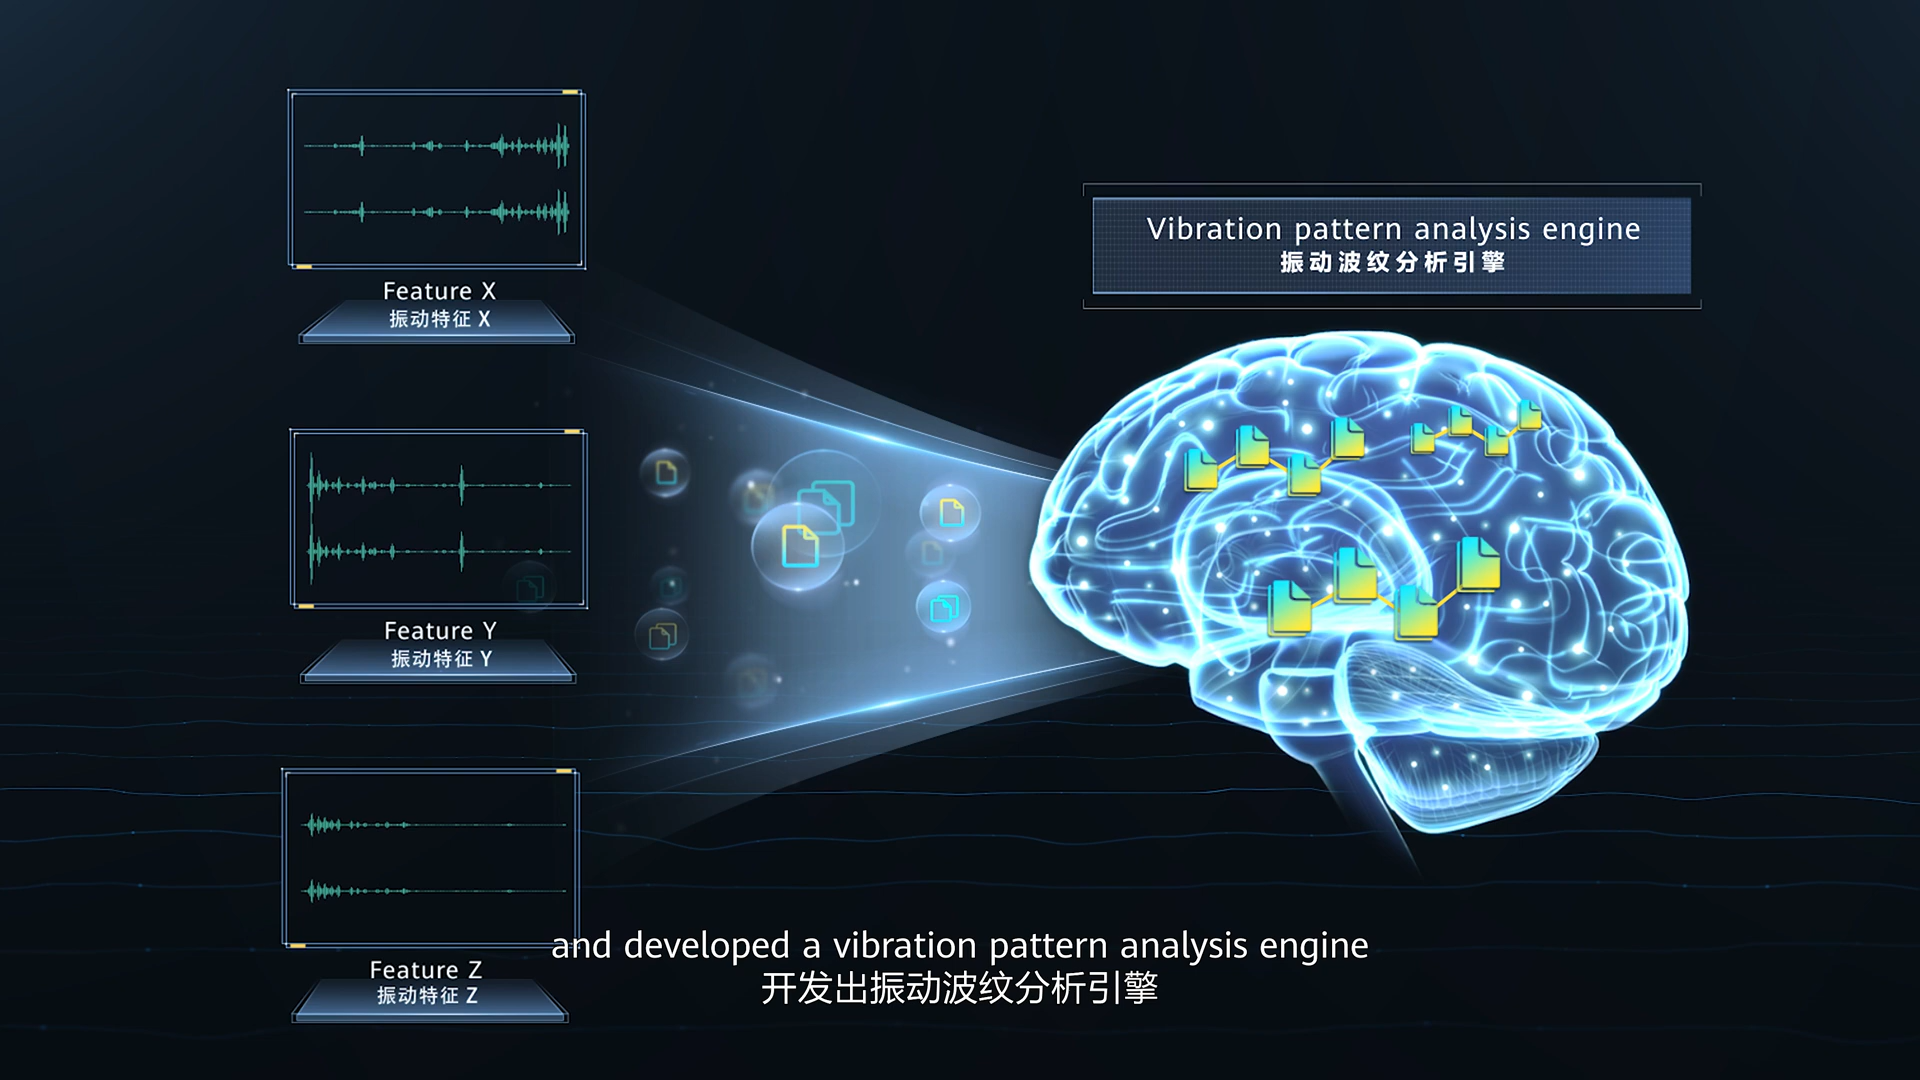 Feature X
振动特征 X
Feature Y
振动特征 Y
Feature Z
振动特征 Z
Vibration pattern analysis engine
振动波纹分析引擎
and developed a vibration pattern analysis engine
开发出振动波纹分析引擎